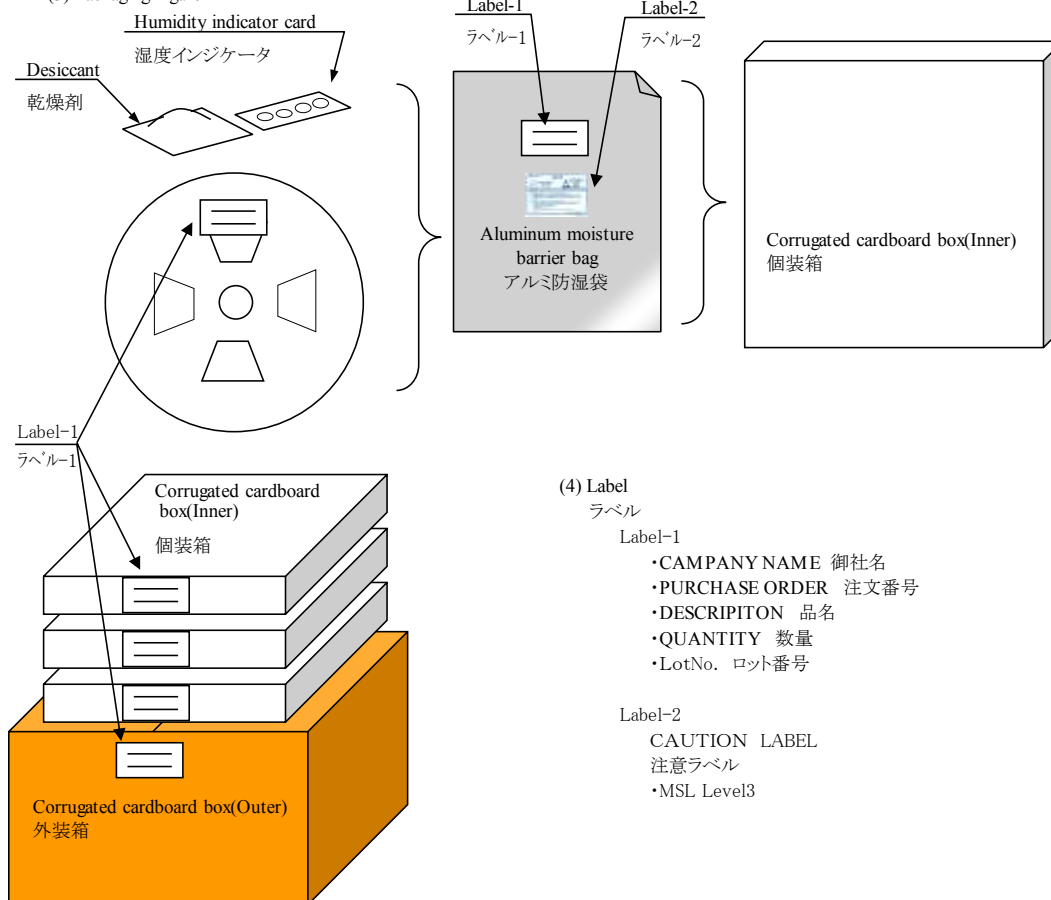 Humidity indicator card
湿度インジケータ
Desiccant
乾燥剤
Label-1
ラベル-1
Label-2
ラベル-2
Aluminum moisture
barrier bag
アルミ防湿袋
Corrugated cardboard box(Inner)
個装箱
Label-1
ラベル-1
Corrugated cardboard
box(Inner)
個装箱
Corrugated cardboard box(Outer)
外装箱
(4) Label
ラベル
Label-1
・CAMPANY NAME 御社名
・PURCHASE ORDER 注文番号
・DESCRIPITON 品名
・QUANTITY 数量
・LotNo. ロット番号
Label-2
CAUTION LABEL
注意ラベル
・MSL Level3